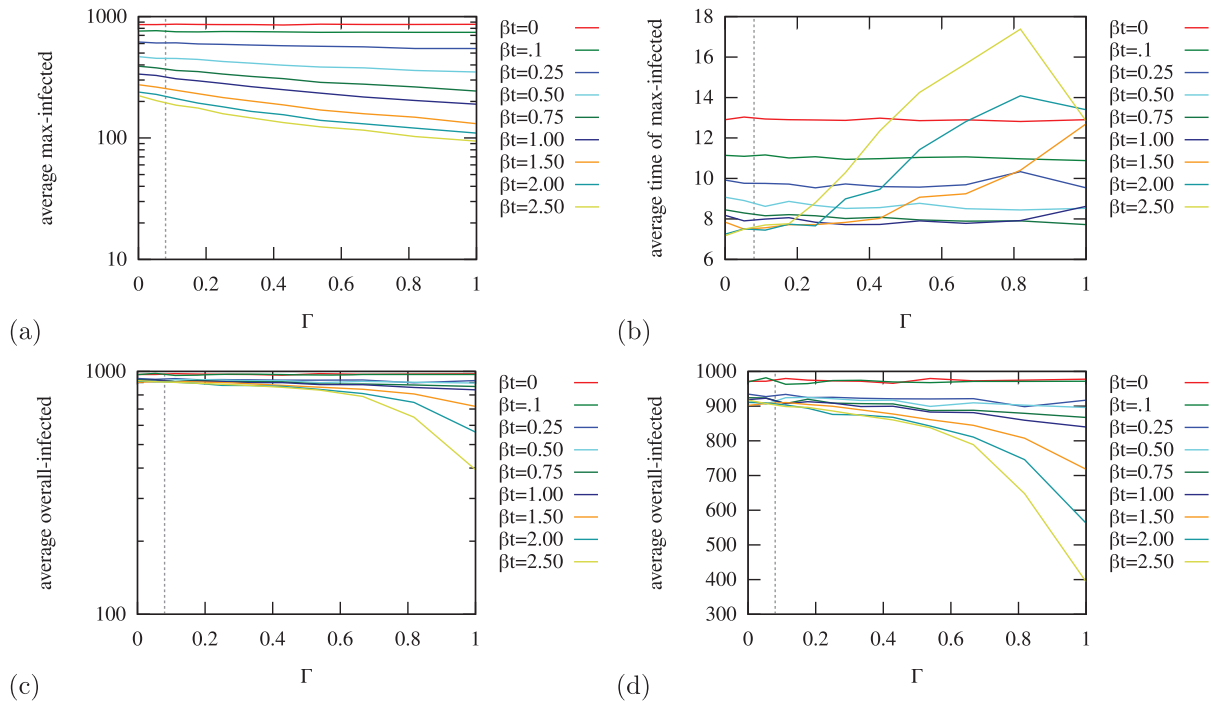 average max-infected
1000
100
10
0
0.2
0.4
0.6
0.8
1
Γ
βt=0
βt=.1
βt=0.25
βt=0.50
βt=0.75
βt=1.00
βt=1.50
βt=2.00
βt=2.50
(a)
average time of max-infected
18
16
14
12
10
8
6
0
0.2
0.4
0.6
0.8
1
Γ
βt=0
βt=.1
βt=0.25
βt=0.50
βt=0.75
βt=1.00
βt=1.50
βt=2.00
βt=2.50
(b)
average overall-infected
1000
100
0
0.2
0.4
0.6
0.8
1
Γ
βt=0
βt=.1
βt=0.25
βt=0.50
βt=0.75
βt=1.00
βt=1.50
βt=2.00
βt=2.50
(c)
average overall-infected
1000
900
800
700
600
500
400
300
0
0.2
0.4
0.6
0.8
1
Γ
βt=0
βt=.1
βt=0.25
βt=0.50
βt=0.75
βt=1.00
βt=1.50
βt=2.00
βt=2.50
(d)